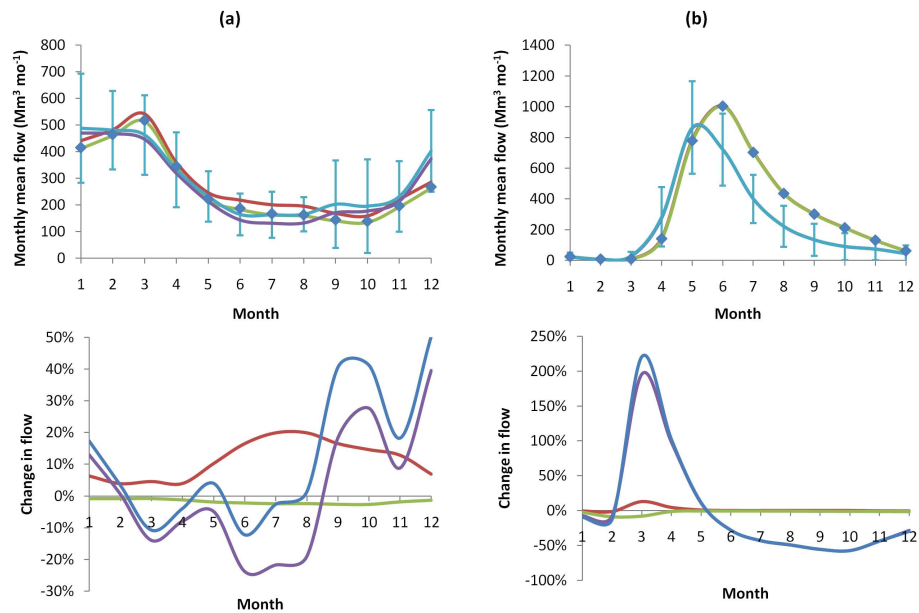 (a)
Monthly mean flow (Mm³ mo⁻¹)
800
700
600
500
400
300
200
100
0
1 2 3 4 5 6 7 8 9 10 11 12
Month
(b)
Monthly mean flow (Mm³ mo⁻¹)
1400
1200
1000
800
600
400
200
0
1 2 3 4 5 6 7 8 9 10 11 12
Month
Change in flow
50%
40%
30%
20%
10%
0%
-10%
-20%
-30%
1 2 3 4 5 6 7 8 9 10 11 12
Month
Change in flow
250%
200%
150%
100%
50%
0%
-50%
-100%
1 2 3 4 5 6 7 8 9 10 11 12
Month